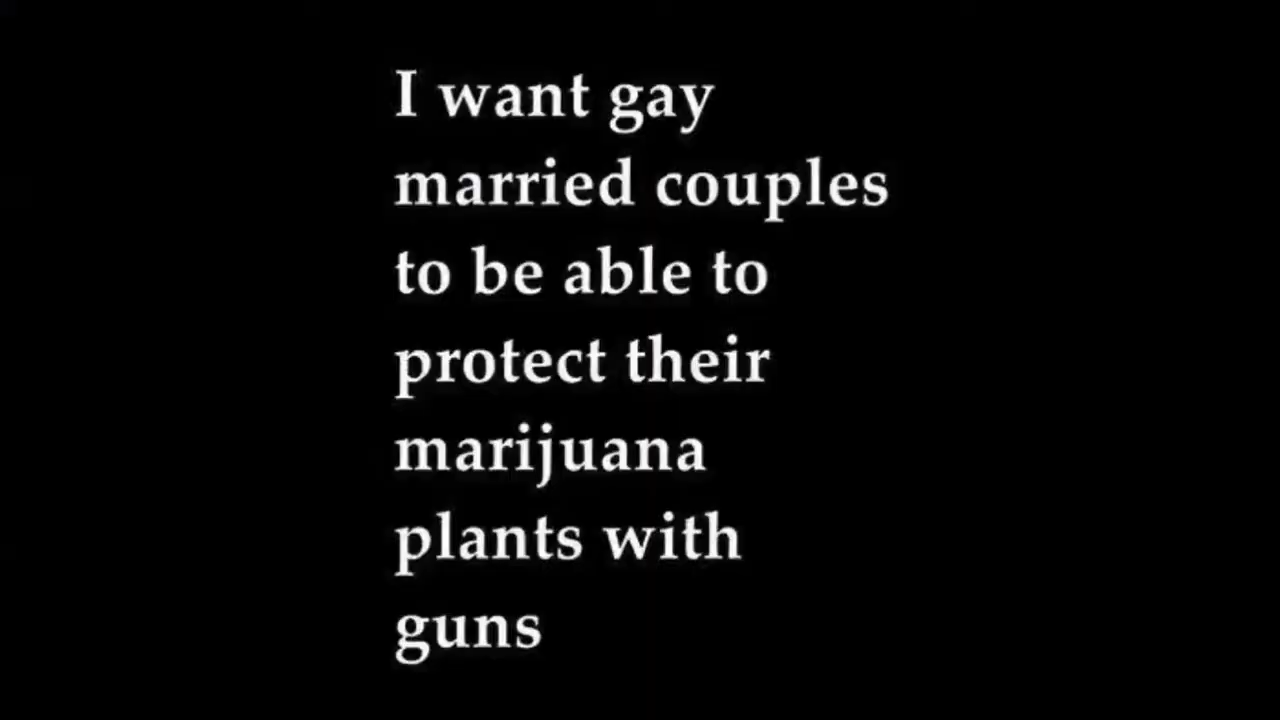 I want gay
married couples
to be able to
protect their
marijuana
plants with
guns